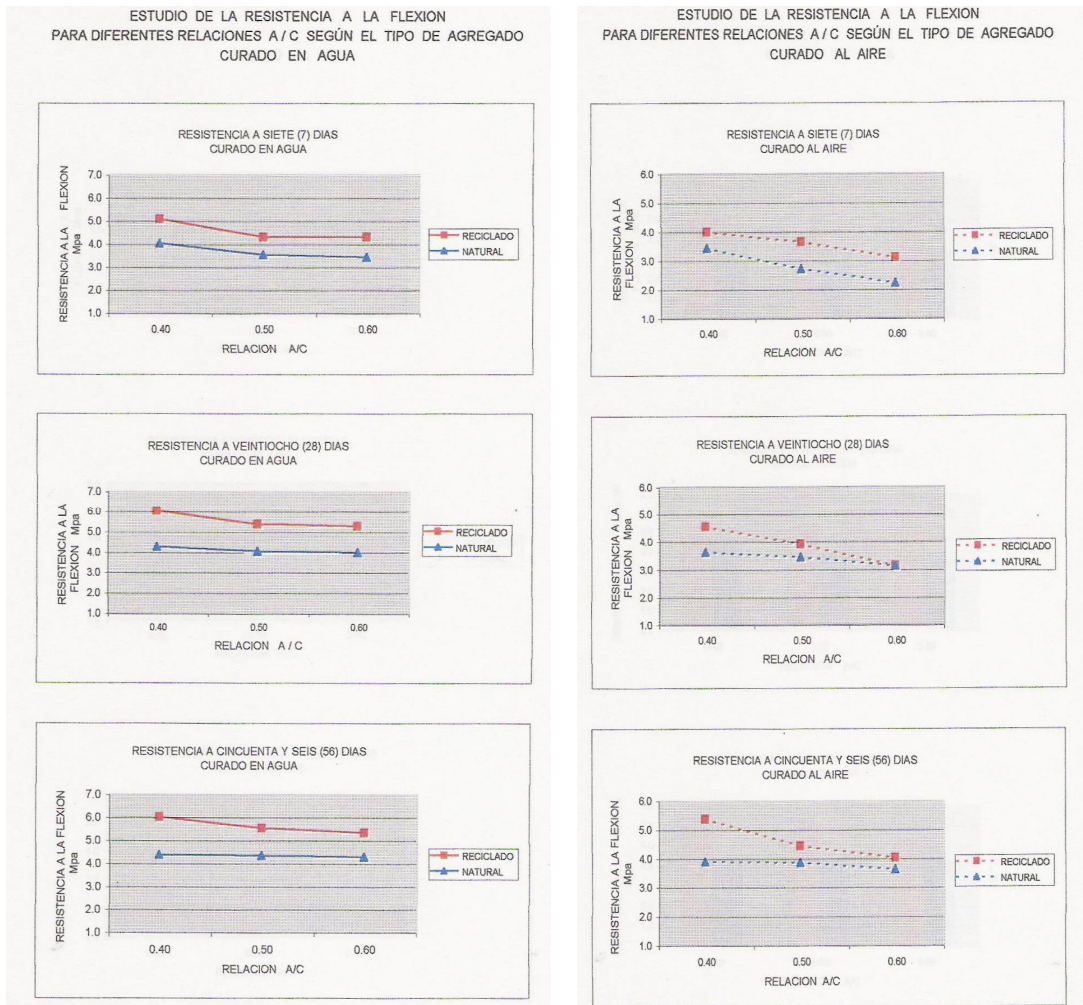 ESTUDIO DE LA RESISTENCIA A LA FLEXION
PARA DIFERENTES RELACIONES A / C SEGÚN EL TIPO DE AGREGADO
CURADO EN AGUA
RESISTENCIA A SIETE (7) DIAS
CURADO EN AGUA
RESISTENCIA A LA FLEXION
Mpa
7.0
6.0
5.0
4.0
3.0
2.0
1.0
0.40 0.50 0.60
RELACION A/C
RECICLADO
NATURAL
RESISTENCIA A VEINTIOCHO (28) DIAS
CURADO EN AGUA
RESISTENCIA A LA
FLEXION Mpa
7.0
6.0
5.0
4.0
3.0
2.0
1.0
0.40 0.50 0.60
RELACION A / C
RECICLADO
NATURAL
RESISTENCIA A CINCUENTA Y SEIS (56) DIAS
CURADO EN AGUA
RESISTENCIA A LA FLEXION
Mpa
7.0
6.0
5.0
4.0
3.0
2.0
1.0
0.40 0.50 0.60
RELACION A/C
RECICLADO
NATURAL
ESTUDIO DE LA RESISTENCIA A LA FLEXION
PARA DIFERENTES RELACIONES A / C SEGÚN EL TIPO DE AGREGADO
CURADO AL AIRE
RESISTENCIA A SIETE (7) DIAS
CURADO AL AIRE
RESISTENCIA A LA
FLEXION Mpa
6.0
5.0
4.0
3.0
2.0
1.0
0.40 0.50 0.60
RELACION A/C
RECICLADO
NATURAL
RESISTENCIA A VEINTIOCHO (28) DIAS
CURADO AL AIRE
RESISTENCIA A LA
FLEXION Mpa
6.0
5.0
4.0
3.0
2.0
1.0
0.40 0.50 0.60
RELACION A/C
RECICLADO
NATURAL
RESISTENCIA A CINCUENTA Y SEIS (56) DIAS
CURADO AL AIRE
RESISTENCIA A LA FLEXION
Mpa
6.0
5.0
4.0
3.0
2.0
1.0
0.40 0.50 0.60
RELACION A/C
RECICLADO
NATURAL